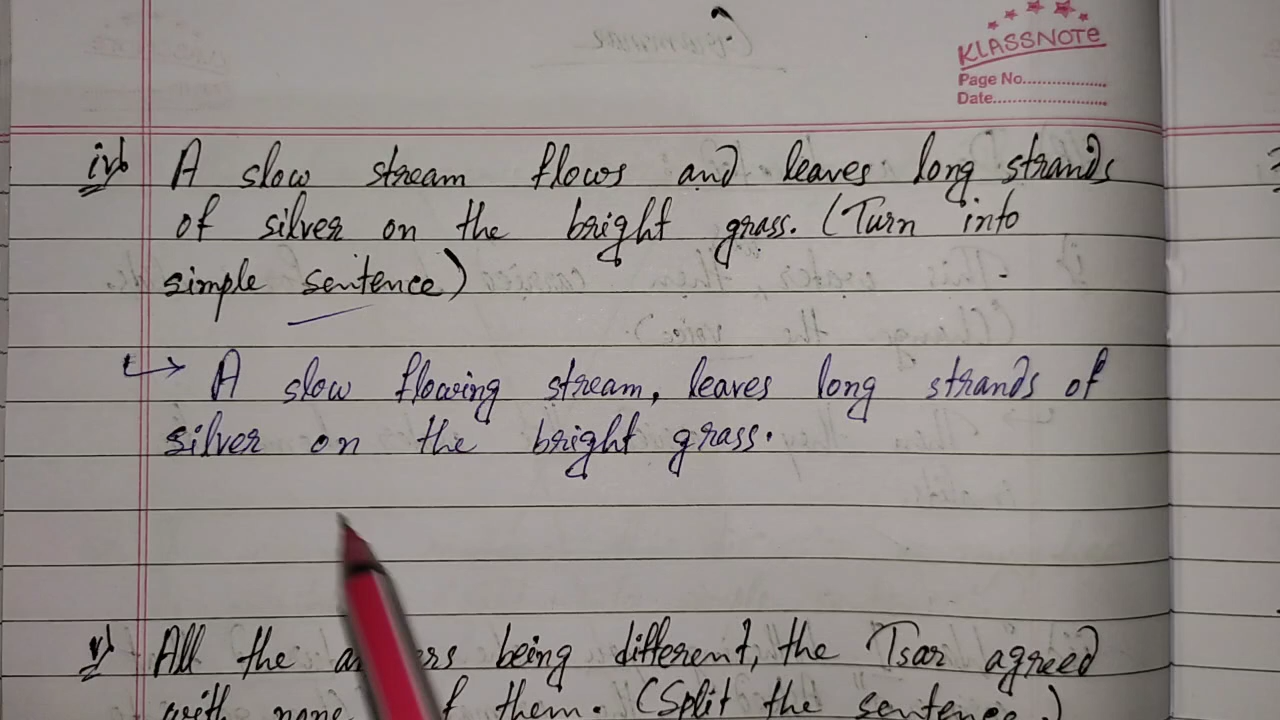 KLASSNOTE
Page No.
Date
iv) A slow stream flows and leaves long strands
of silver on the bright grass. (Turn into
simple sentence)
↳ A slow flowing stream, leaves long strands of
silver on the bright grass.
v) All the being different, the Tsar agreed
with none them. (Split the sentence.)